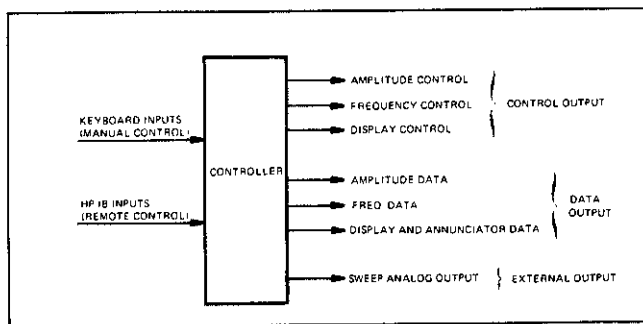 KEYBOARD INPUTS
(MANUAL CONTROL)
HP-IB INPUTS
(REMOTE CONTROL)
CONTROLLER
AMPLITUDE CONTROL
FREQUENCY CONTROL
DISPLAY CONTROL
CONTROL OUTPUT
AMPLITUDE DATA
FREQ. DATA
DISPLAY AND ANNUNCIATOR DATA
DATA
OUTPUT
SWEEP ANALOG OUTPUT
EXTERNAL OUTPUT